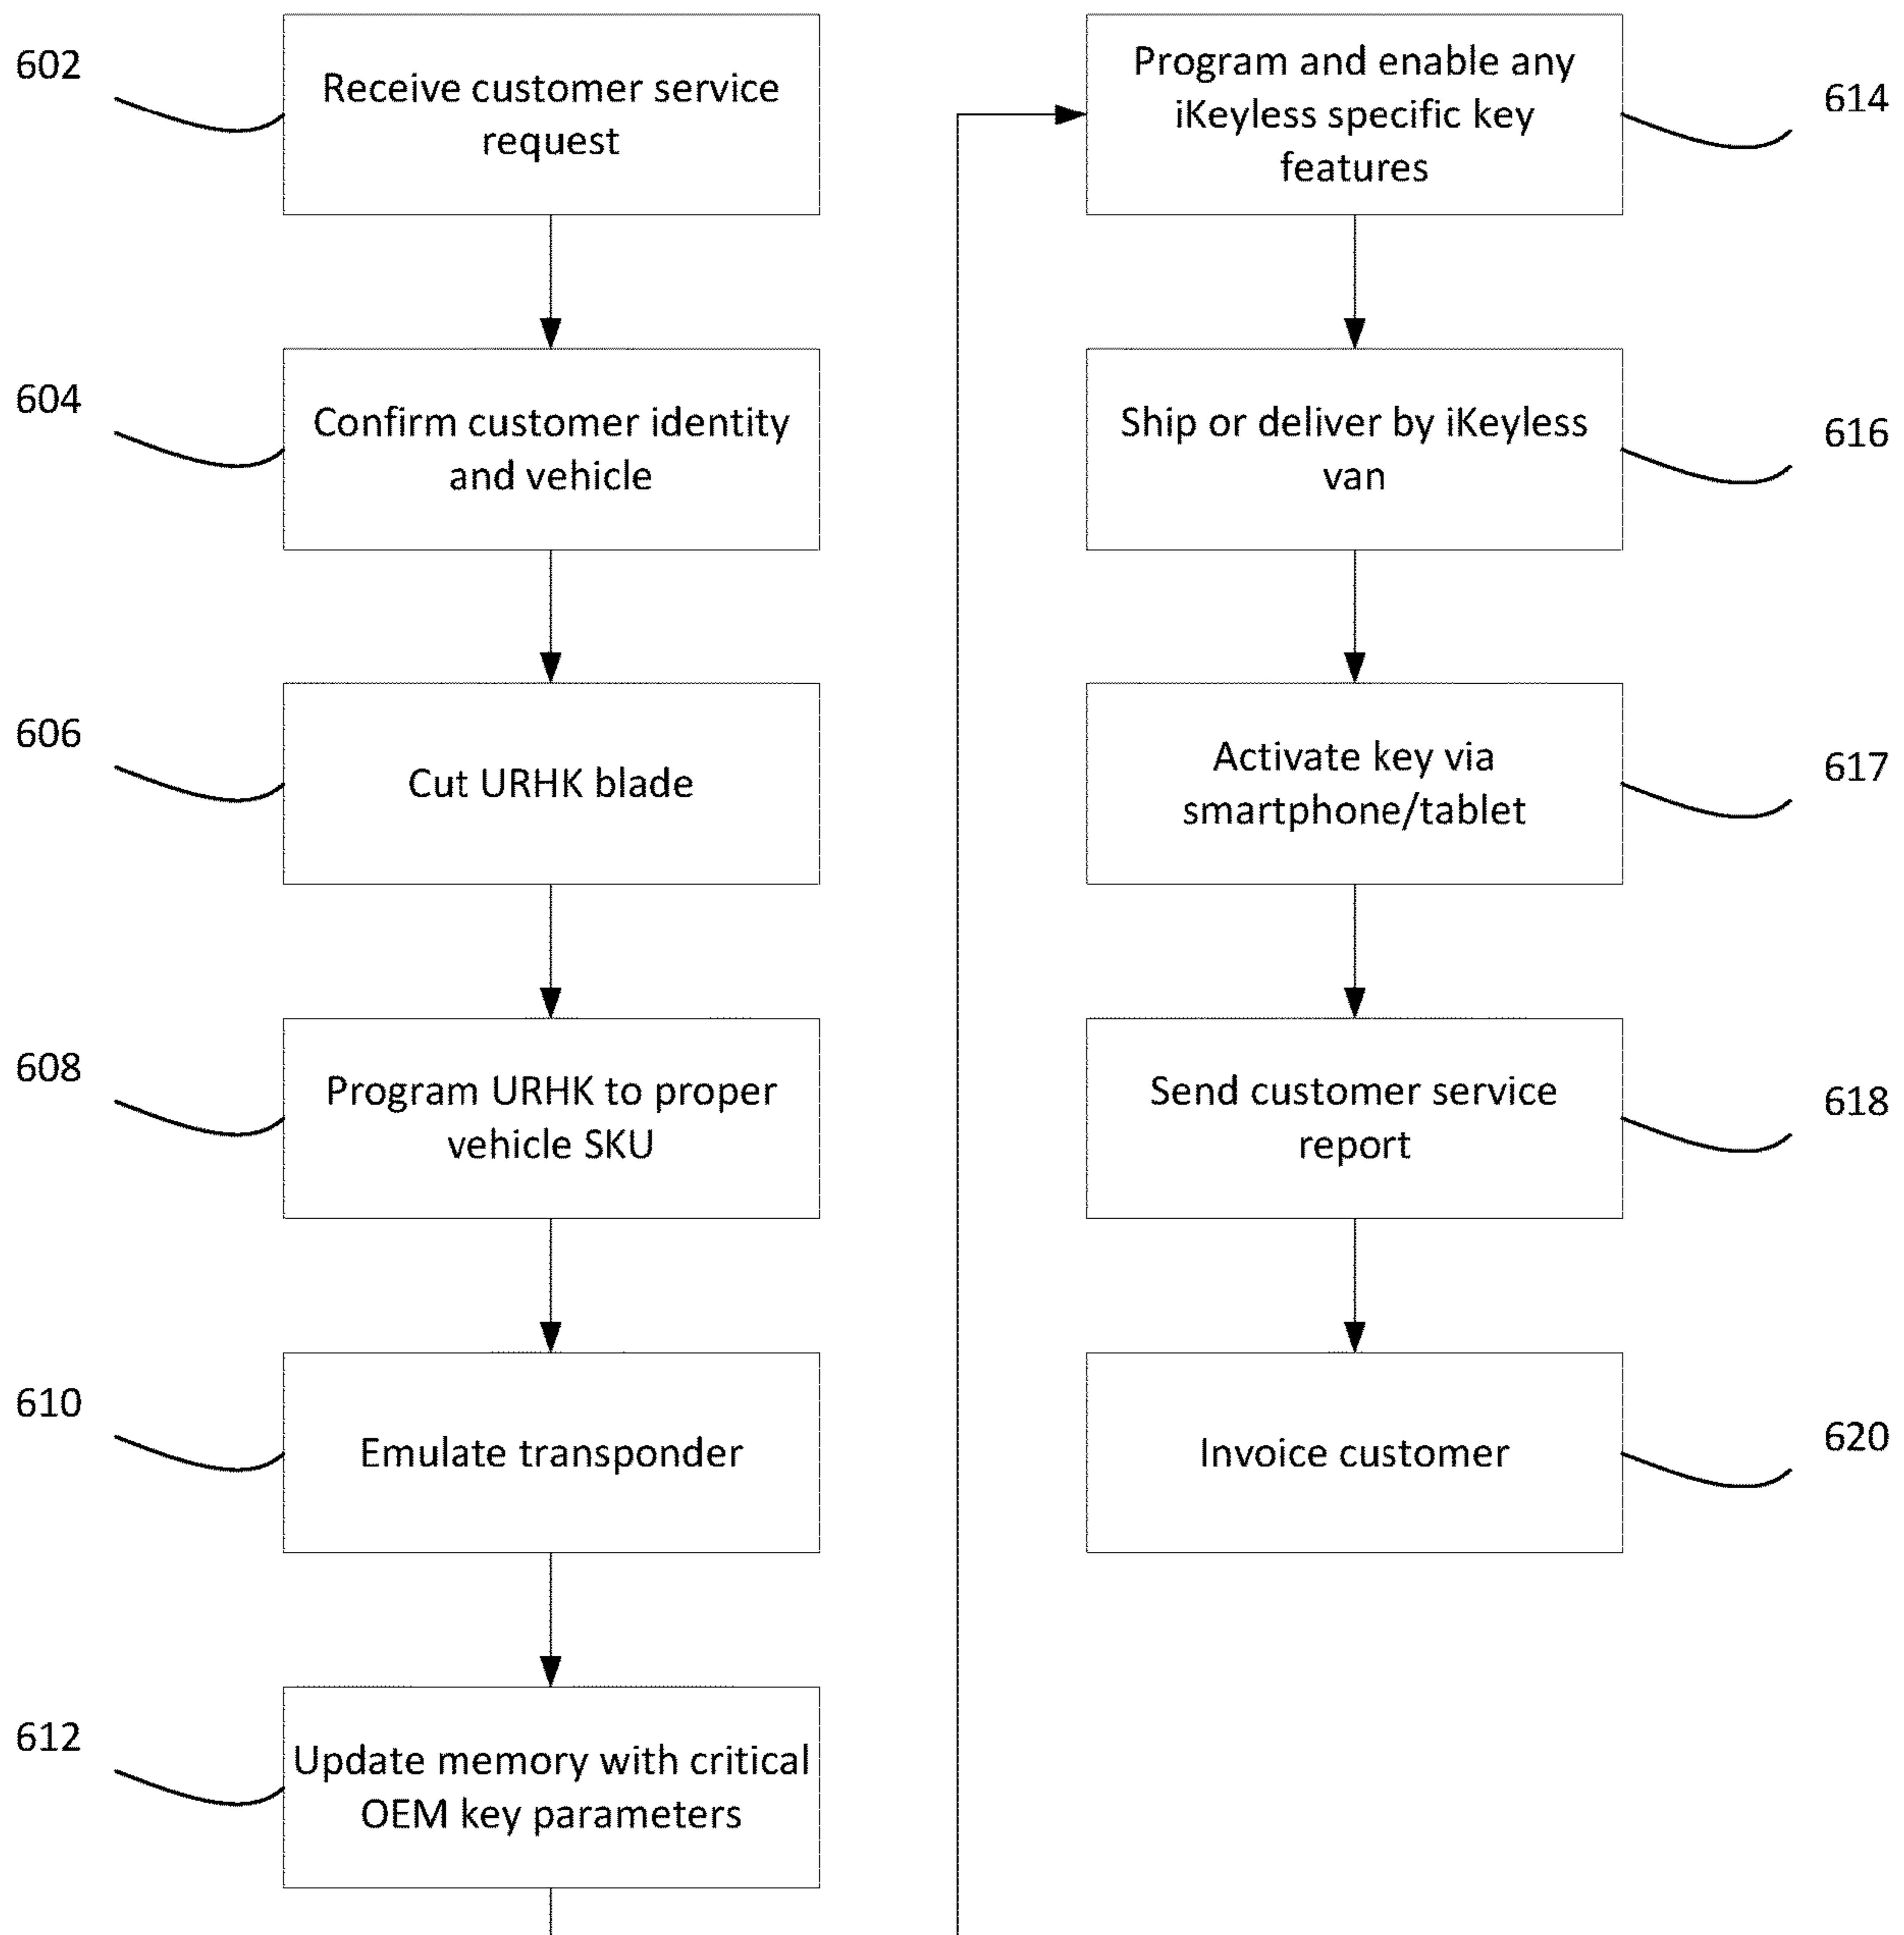 602
Receive customer service
request
604
Confirm customer identity
and vehicle
606
Cut URHK blade
608
Program URHK to proper
vehicle SKU
610
Emulate transponder
612
Update memory with critical
OEM key parameters
Program and enable any
iKeyless specific key
features
614
Ship or deliver by iKeyless
van
616
Activate key via
smartphone/tablet
617
Send customer service
report
618
Invoice customer
620